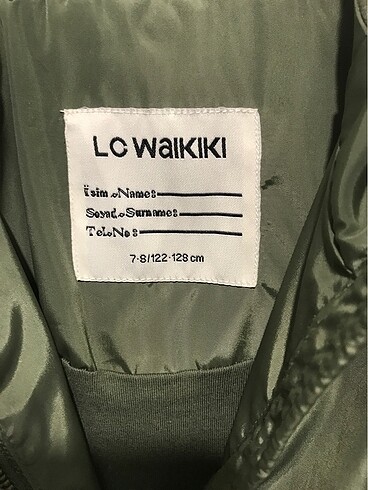 LC WAIKIKI
İsim - Name:
Soyad - Surname:
Tel.No:
7-8/122-128 cm